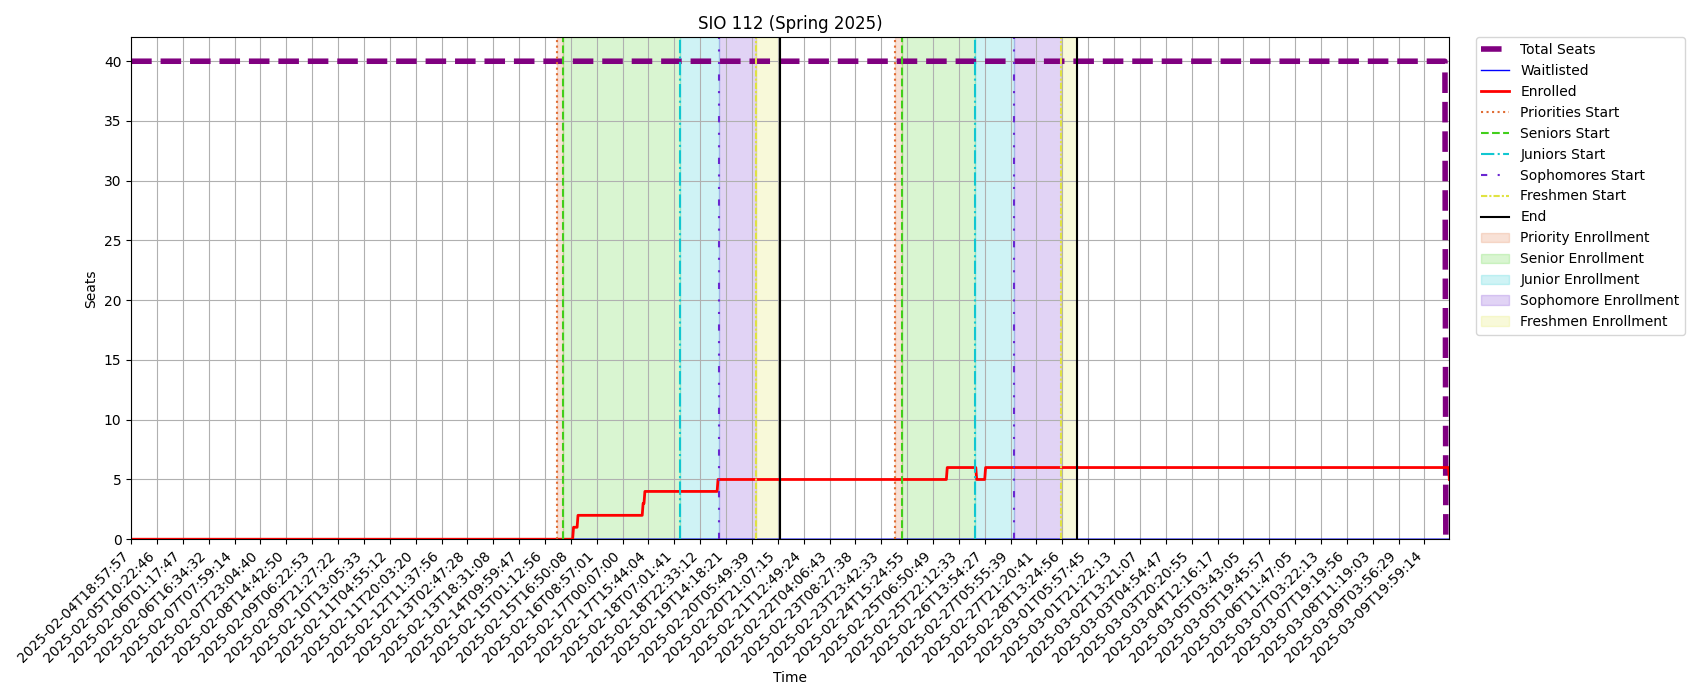 SIO 112 (Spring 2025)
Seats
40
35
30
25
20
15
10
5
0
2025-02-04T18:57:57
2025-02-05T10:22:46
2025-02-06T01:17:47
2025-02-06T16:34:32
2025-02-07T07:59:14
2025-02-07T23:04:40
2025-02-08T14:42:50
2025-02-09T06:22:53
2025-02-09T21:27:22
2025-02-10T13:05:33
2025-02-11T04:55:12
2025-02-11T20:03:20
2025-02-12T11:37:56
2025-02-13T02:47:28
2025-02-13T18:31:08
2025-02-14T09:59:47
2025-02-15T01:12:56
2025-02-15T16:50:08
2025-02-16T08:57:01
2025-02-17T00:07:00
2025-02-17T15:44:04
2025-02-18T07:01:41
2025-02-18T22:33:12
2025-02-19T14:18:21
2025-02-20T05:49:39
2025-02-20T21:07:15
2025-02-21T12:49:24
2025-02-22T04:06:43
2025-02-23T08:27:38
2025-02-23T23:42:33
2025-02-24T15:24:55
2025-02-25T06:50:49
2025-02-25T22:12:33
2025-02-26T13:54:27
2025-02-27T05:55:39
2025-02-27T21:20:41
2025-02-28T13:24:56
2025-03-01T05:57:45
2025-03-01T21:22:13
2025-03-02T13:21:07
2025-03-03T04:54:47
2025-03-03T20:20:55
2025-03-04T12:16:17
2025-03-05T03:43:05
2025-03-05T19:45:57
2025-03-06T11:47:05
2025-03-07T03:22:13
2025-03-07T19:19:56
2025-03-08T11:19:03
2025-03-09T03:56:29
2025-03-09T19:59:14
Time
Total Seats
Waitlisted
Enrolled
Priorities Start
Seniors Start
Juniors Start
Sophomores Start
Freshmen Start
End
Priority Enrollment
Senior Enrollment
Junior Enrollment
Sophomore Enrollment
Freshmen Enrollment